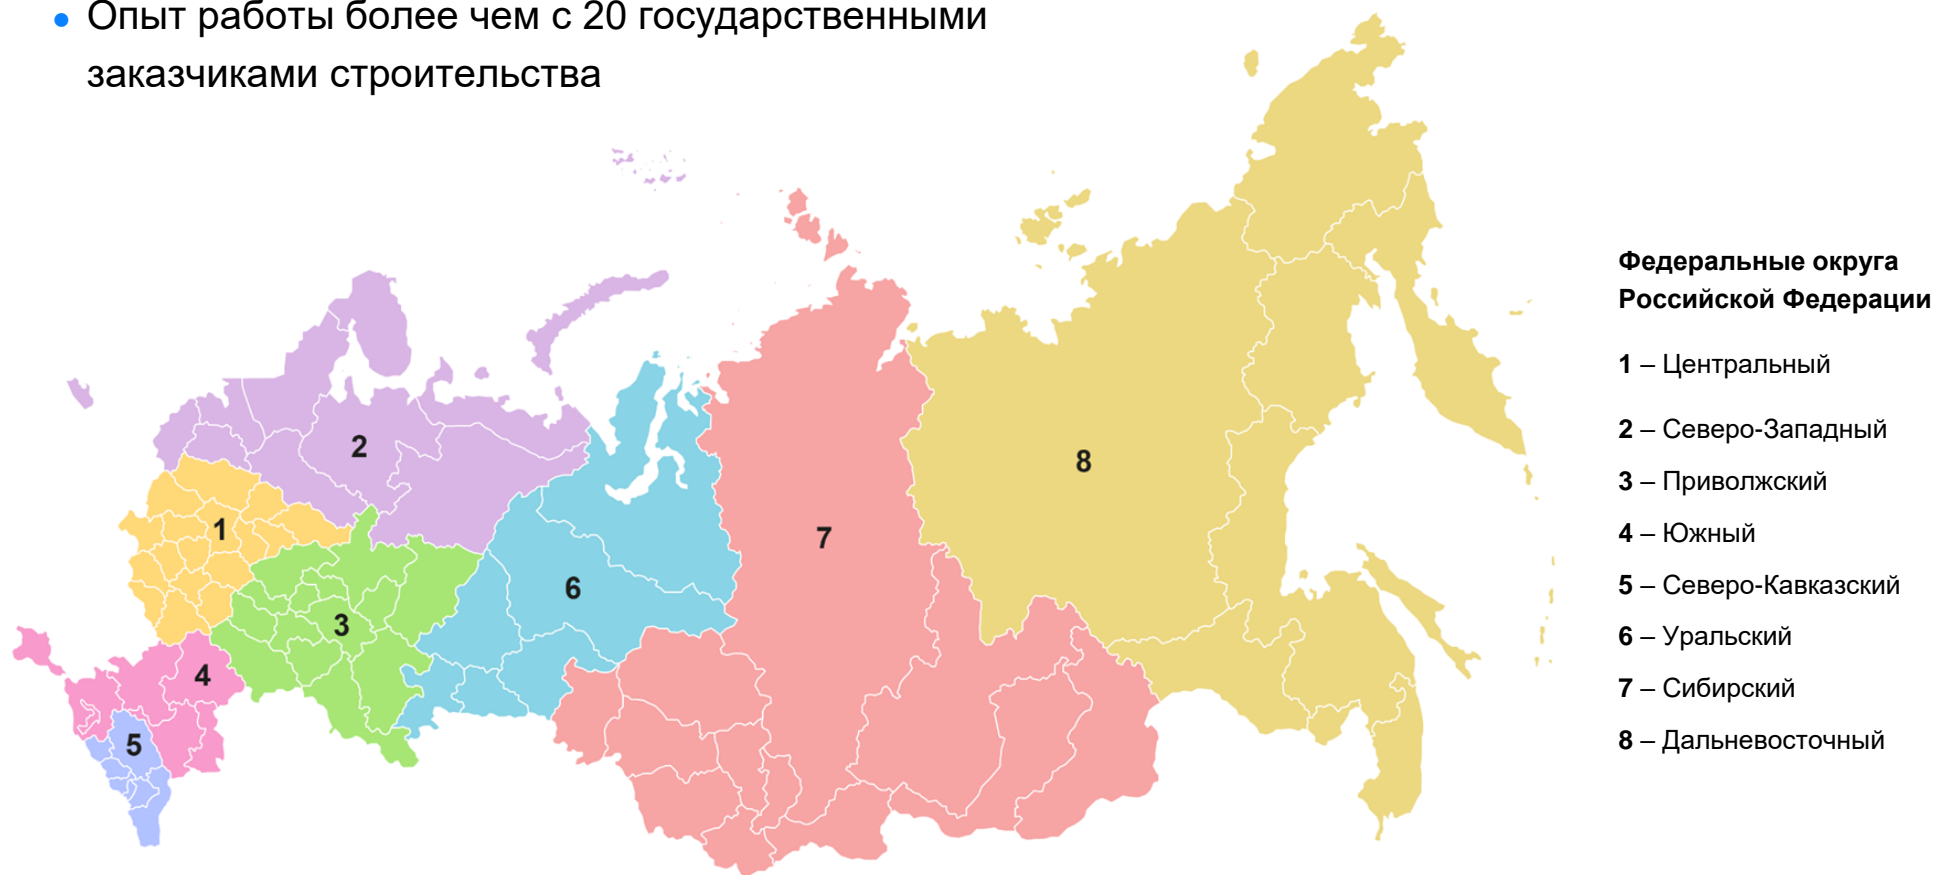 • Опыт работы более чем с 20 государственными
заказчиками строительства
Федеральные округа
Российской Федерации
1 – Центральный
2 – Северо-Западный
3 – Приволжский
4 – Южный
5 – Северо-Кавказский
6 – Уральский
7 – Сибирский
8 – Дальневосточный
2
8
1
7
6
3
4
5